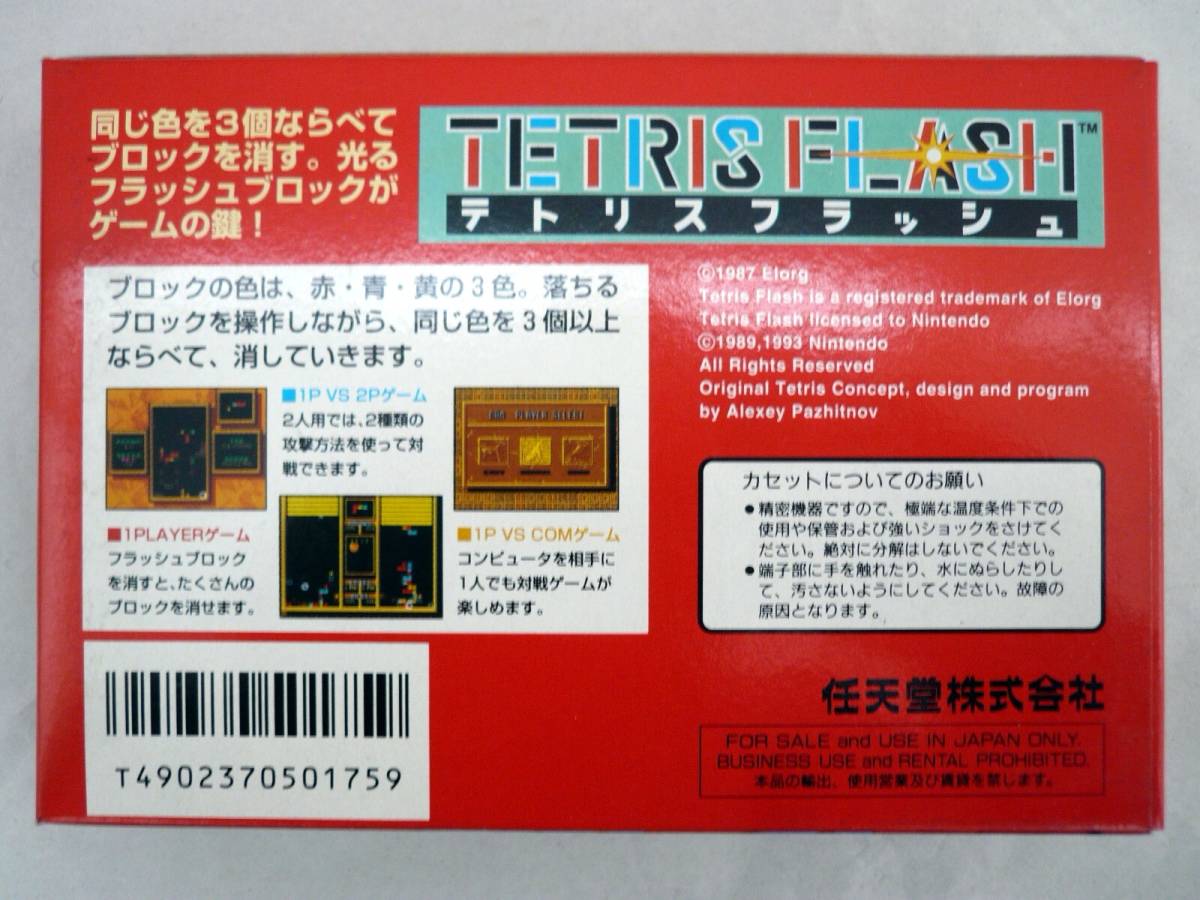 同じ色を3個ならべて
ブロックを消す。光る
フラッシュブロックが
ゲームの鍵！
TETRIS FLASH™
テトリスフラッシュ
ブロックの色は、赤・青・黄の3色。落ちる
ブロックを操作しながら、同じ色を3個以上
ならべて、消していきます。
■1P VS 2Pゲーム
2人用では、2種類の
攻撃方法を使って対
戦できます。
■1PLAYERゲーム
フラッシュブロック
を消すと、たくさんの
ブロックを消せます。
PLAYER SELECT
■1P VS COMゲーム
コンピュータを相手に
1人でも対戦ゲームが
楽しめます。
©1987 Elorg
Tetris Flash is a registered trademark of Elorg
Tetris Flash licensed to Nintendo
©1989,1993 Nintendo
All Rights Reserved
Original Tetris Concept, design and program
by Alexey Pazhitnov
カセットについてのお願い
●精密機器ですので、極端な温度条件下での
使用や保管および強いショックをさけてく
ださい。絶対に分解はしないでください。
●端子部に手を触れたり、水にぬらしたりし
て、汚さないようにしてください。故障の
原因となります。
T4902370501759
任天堂株式会社
FOR SALE and USE IN JAPAN ONLY.
BUSINESS USE and RENTAL PROHIBITED.
本品の輸出、使用営業及び賃貸を禁じます。